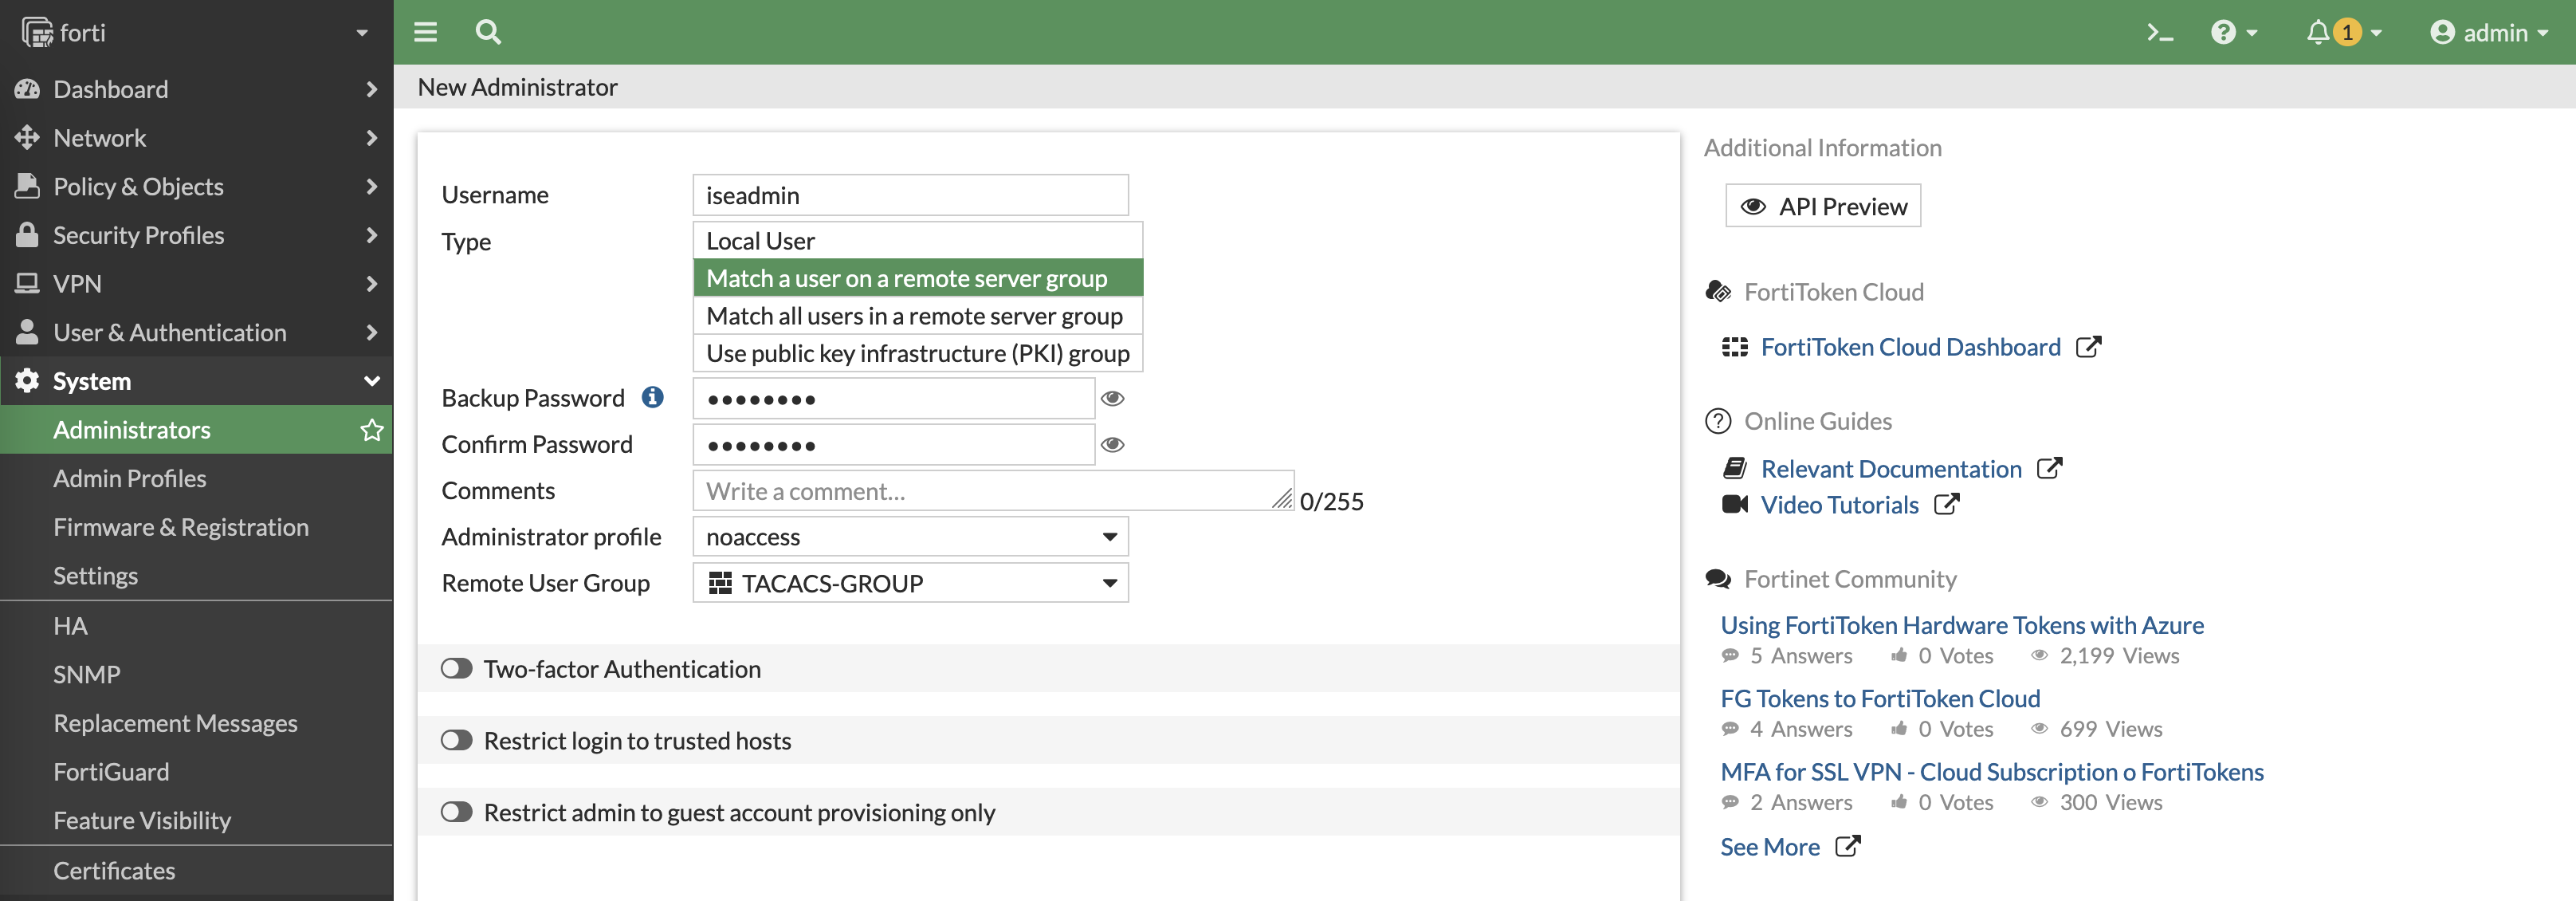 forti
1
admin
Dashboard
Network
Policy & Objects
Security Profiles
VPN
User & Authentication
System
Administrators
Admin Profiles
Firmware & Registration
Settings
HA
SNMP
Replacement Messages
FortiGuard
Feature Visibility
Certificates
New Administrator
Username iseadmin
Type Local User
Match a user on a remote server group
Match all users in a remote server group
Use public key infrastructure (PKI) group
Backup Password ••••••••
Confirm Password ••••••••
Comments Write a comment... 0/255
Administrator profile noaccess
Remote User Group TACACS-GROUP
Two-factor Authentication
Restrict login to trusted hosts
Restrict admin to guest account provisioning only
Additional Information
API Preview
FortiToken Cloud
FortiToken Cloud Dashboard
Online Guides
Relevant Documentation
Video Tutorials
Fortinet Community
Using FortiToken Hardware Tokens with Azure
5 Answers 0 Votes 2,199 Views
FG Tokens to FortiToken Cloud
4 Answers 0 Votes 699 Views
MFA for SSL VPN - Cloud Subscription o FortiTokens
2 Answers 0 Votes 300 Views
See More